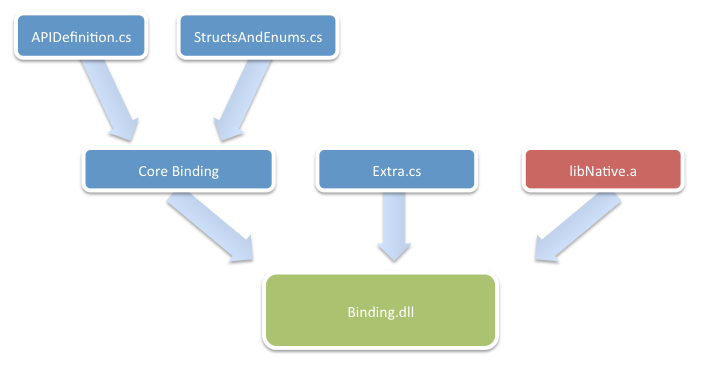 APIDefinition.cs
StructsAndEnums.cs
Core Binding
Extra.cs
libNative.a
Binding.dll